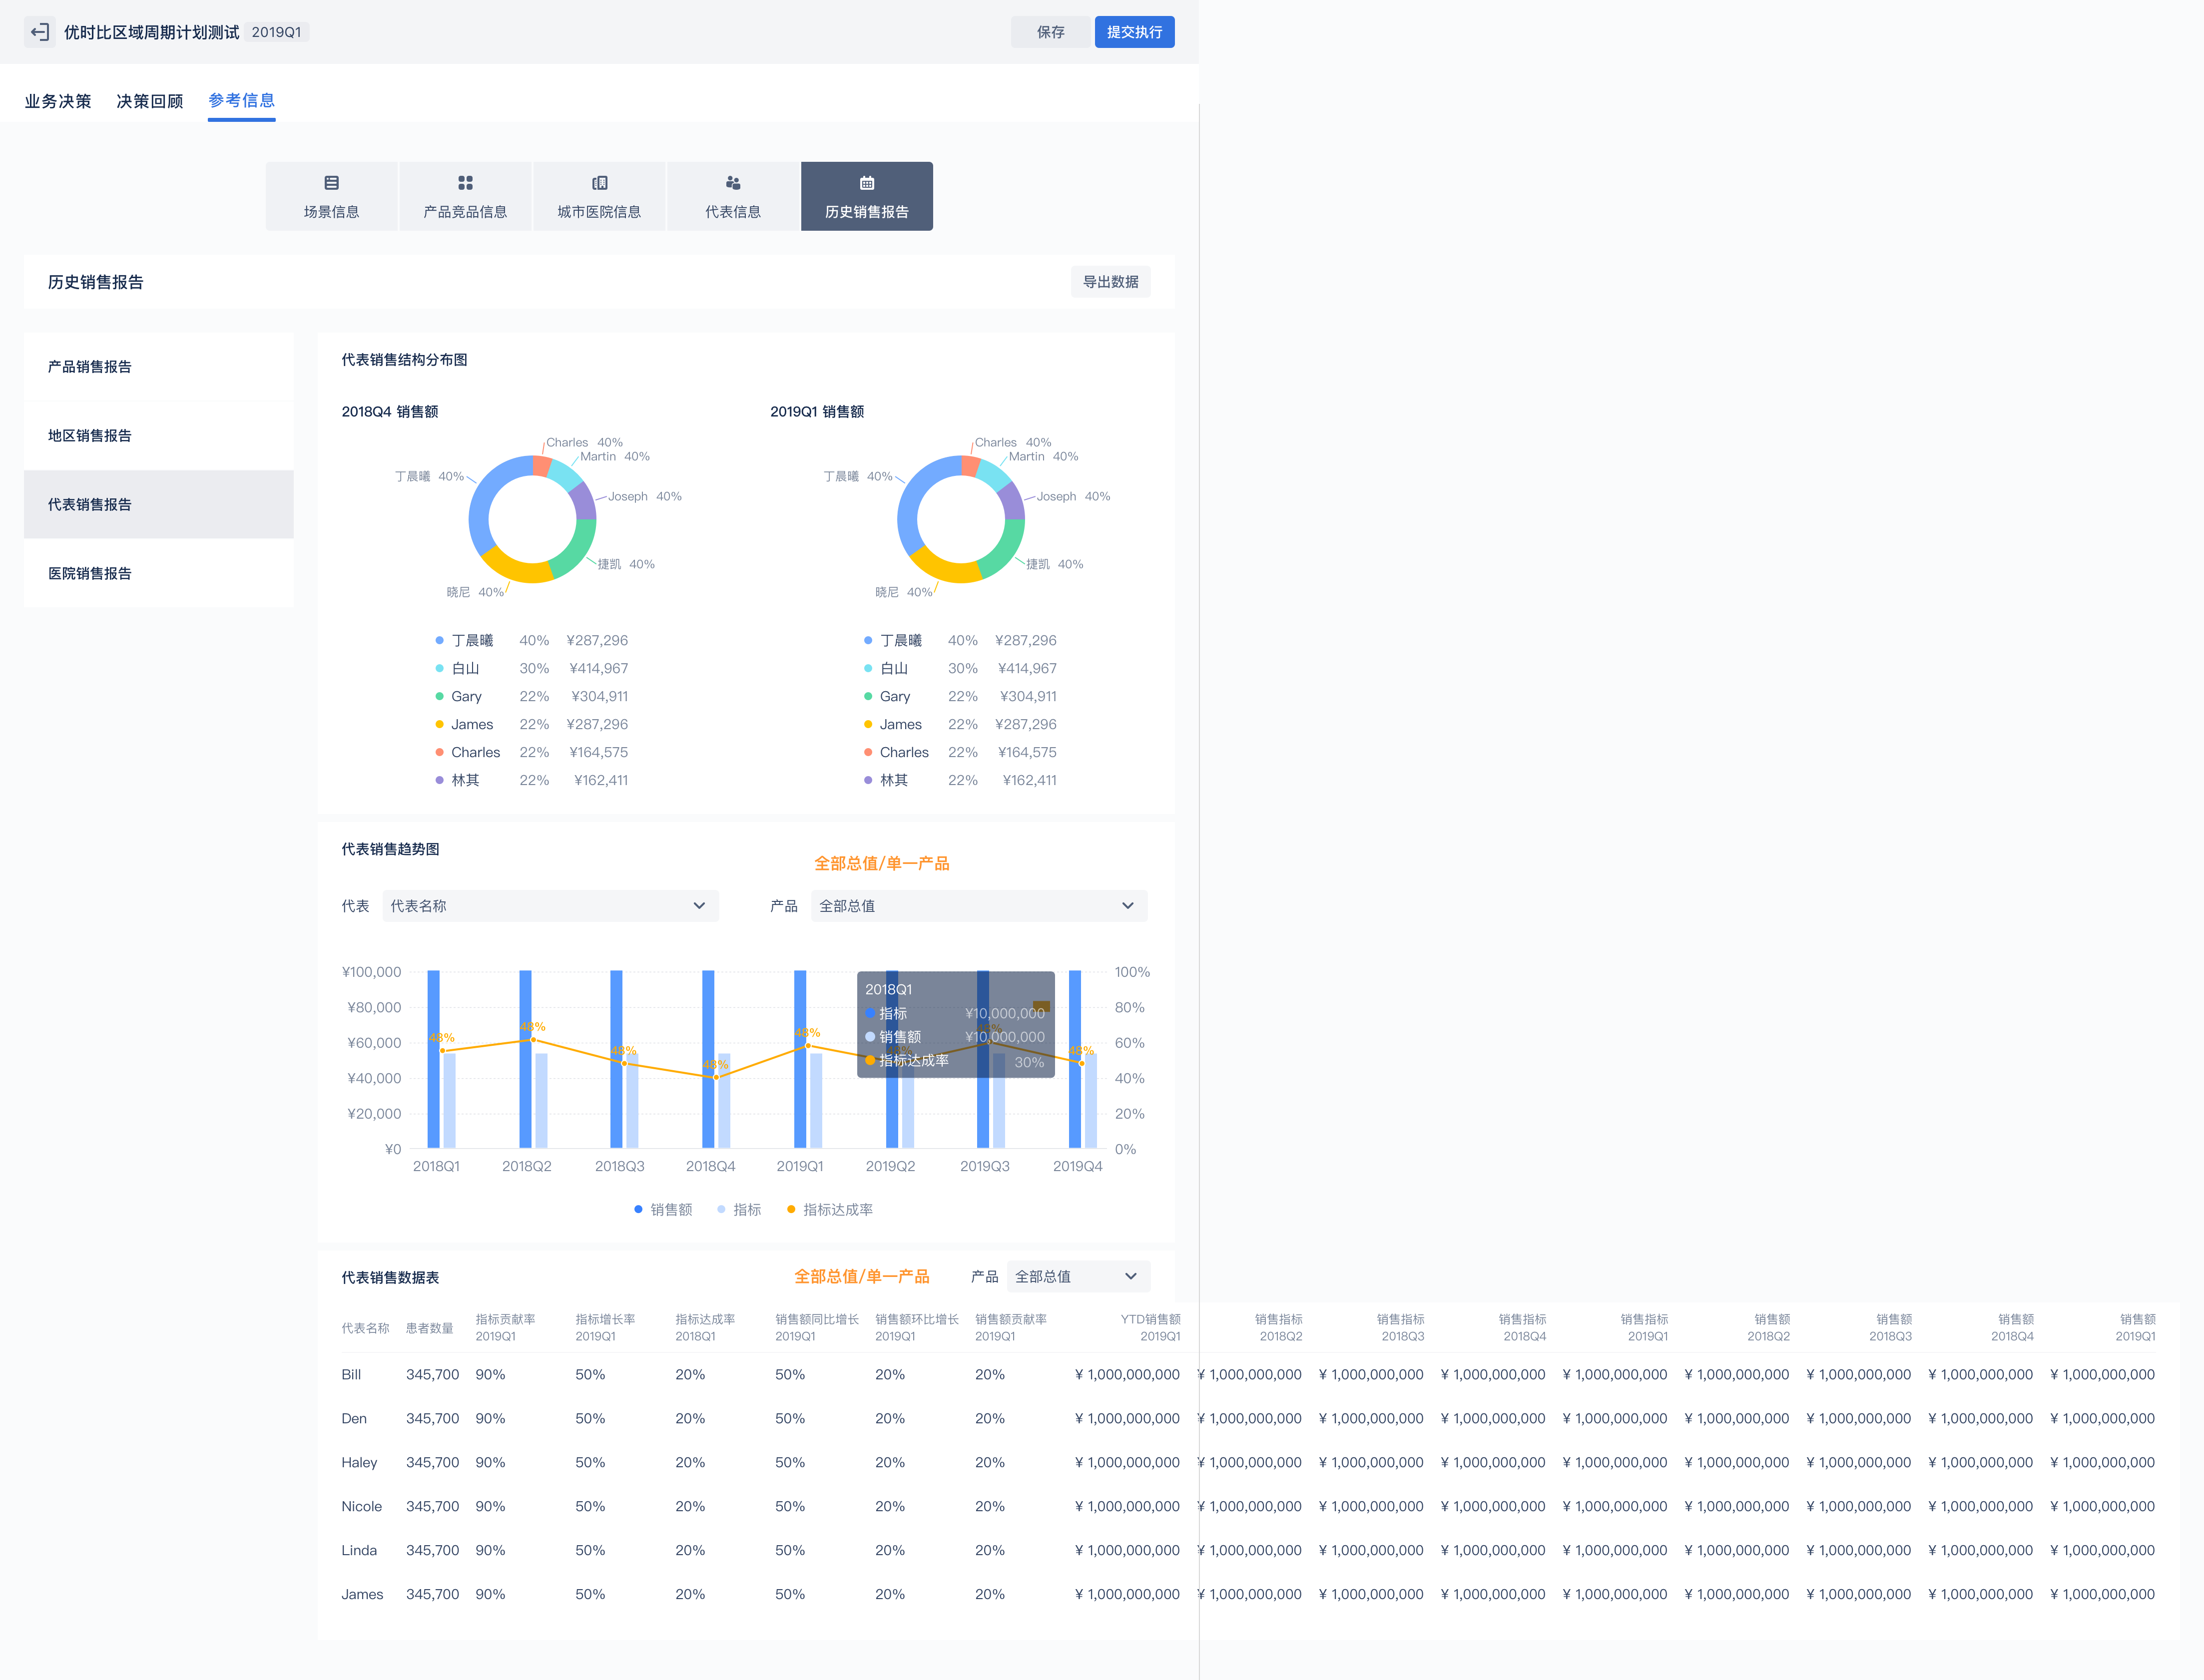 优时比区域周期计划测试 2019Q1
保存 提交执行
业务决策 决策回顾 参考信息
场景信息 产品竞品信息 城市医院信息 代表信息 历史销售报告
历史销售报告 导出数据
产品销售报告
地区销售报告
代表销售报告
医院销售报告
代表销售结构分布图
2018Q4 销售额
Charles 40%
Martin 40%
丁晨曦 40%
Joseph 40%
捷凯 40%
晓尼 40%
丁晨曦 40% ¥287,296
白山 30% ¥414,967
Gary 22% ¥304,911
James 22% ¥287,296
Charles 22% ¥164,575
林其 22% ¥162,411
2019Q1 销售额
Charles 40%
Martin 40%
丁晨曦 40%
Joseph 40%
捷凯 40%
晓尼 40%
丁晨曦 40% ¥287,296
白山 30% ¥414,967
Gary 22% ¥304,911
James 22% ¥287,296
Charles 22% ¥164,575
林其 22% ¥162,411
代表销售趋势图
全部总值/单一产品
代表 代表名称 产品 全部总值
¥100,000 100%
¥80,000 80%
¥60,000 60%
¥40,000 40%
¥20,000 20%
¥0 0%
48% 48% 48% 48% 48% 48%
2018Q1
指标 ¥10,000,000
销售额 ¥10,000,000
指标达成率 30%
2018Q1 2018Q2 2018Q3 2018Q4 2019Q1 2019Q2 2019Q3 2019Q4
销售额 指标 指标达成率
代表销售数据表 全部总值/单一产品 产品 全部总值
代表名称 患者数量 指标贡献率 指标增长率 指标达成率 销售额同比增长 销售额环比增长 销售额贡献率 YTD销售额 销售指标 销售指标 销售指标 销售指标 销售额 销售额 销售额 销售额
2019Q1 2019Q1 2018Q1 2019Q1 2019Q1 2019Q1 2019Q1 2018Q2 2018Q3 2018Q4 2019Q1 2018Q2 2018Q3 2018Q4 2019Q1
Bill 345,700 90% 50% 20% 50% 20% 20% ¥ 1,000,000,000 ¥ 1,000,000,000 ¥ 1,000,000,000 ¥ 1,000,000,000 ¥ 1,000,000,000 ¥ 1,000,000,000 ¥ 1,000,000,000 ¥ 1,000,000,000 ¥ 1,000,000,000
Den 345,700 90% 50% 20% 50% 20% 20% ¥ 1,000,000,000 ¥ 1,000,000,000 ¥ 1,000,000,000 ¥ 1,000,000,000 ¥ 1,000,000,000 ¥ 1,000,000,000 ¥ 1,000,000,000 ¥ 1,000,000,000 ¥ 1,000,000,000
Haley 345,700 90% 50% 20% 50% 20% 20% ¥ 1,000,000,000 ¥ 1,000,000,000 ¥ 1,000,000,000 ¥ 1,000,000,000 ¥ 1,000,000,000 ¥ 1,000,000,000 ¥ 1,000,000,000 ¥ 1,000,000,000 ¥ 1,000,000,000
Nicole 345,700 90% 50% 20% 50% 20% 20% ¥ 1,000,000,000 ¥ 1,000,000,000 ¥ 1,000,000,000 ¥ 1,000,000,000 ¥ 1,000,000,000 ¥ 1,000,000,000 ¥ 1,000,000,000 ¥ 1,000,000,000 ¥ 1,000,000,000
Linda 345,700 90% 50% 20% 50% 20% 20% ¥ 1,000,000,000 ¥ 1,000,000,000 ¥ 1,000,000,000 ¥ 1,000,000,000 ¥ 1,000,000,000 ¥ 1,000,000,000 ¥ 1,000,000,000 ¥ 1,000,000,000 ¥ 1,000,000,000
James 345,700 90% 50% 20% 50% 20% 20% ¥ 1,000,000,000 ¥ 1,000,000,000 ¥ 1,000,000,000 ¥ 1,000,000,000 ¥ 1,000,000,000 ¥ 1,000,000,000 ¥ 1,000,000,000 ¥ 1,000,000,000 ¥ 1,000,000,000